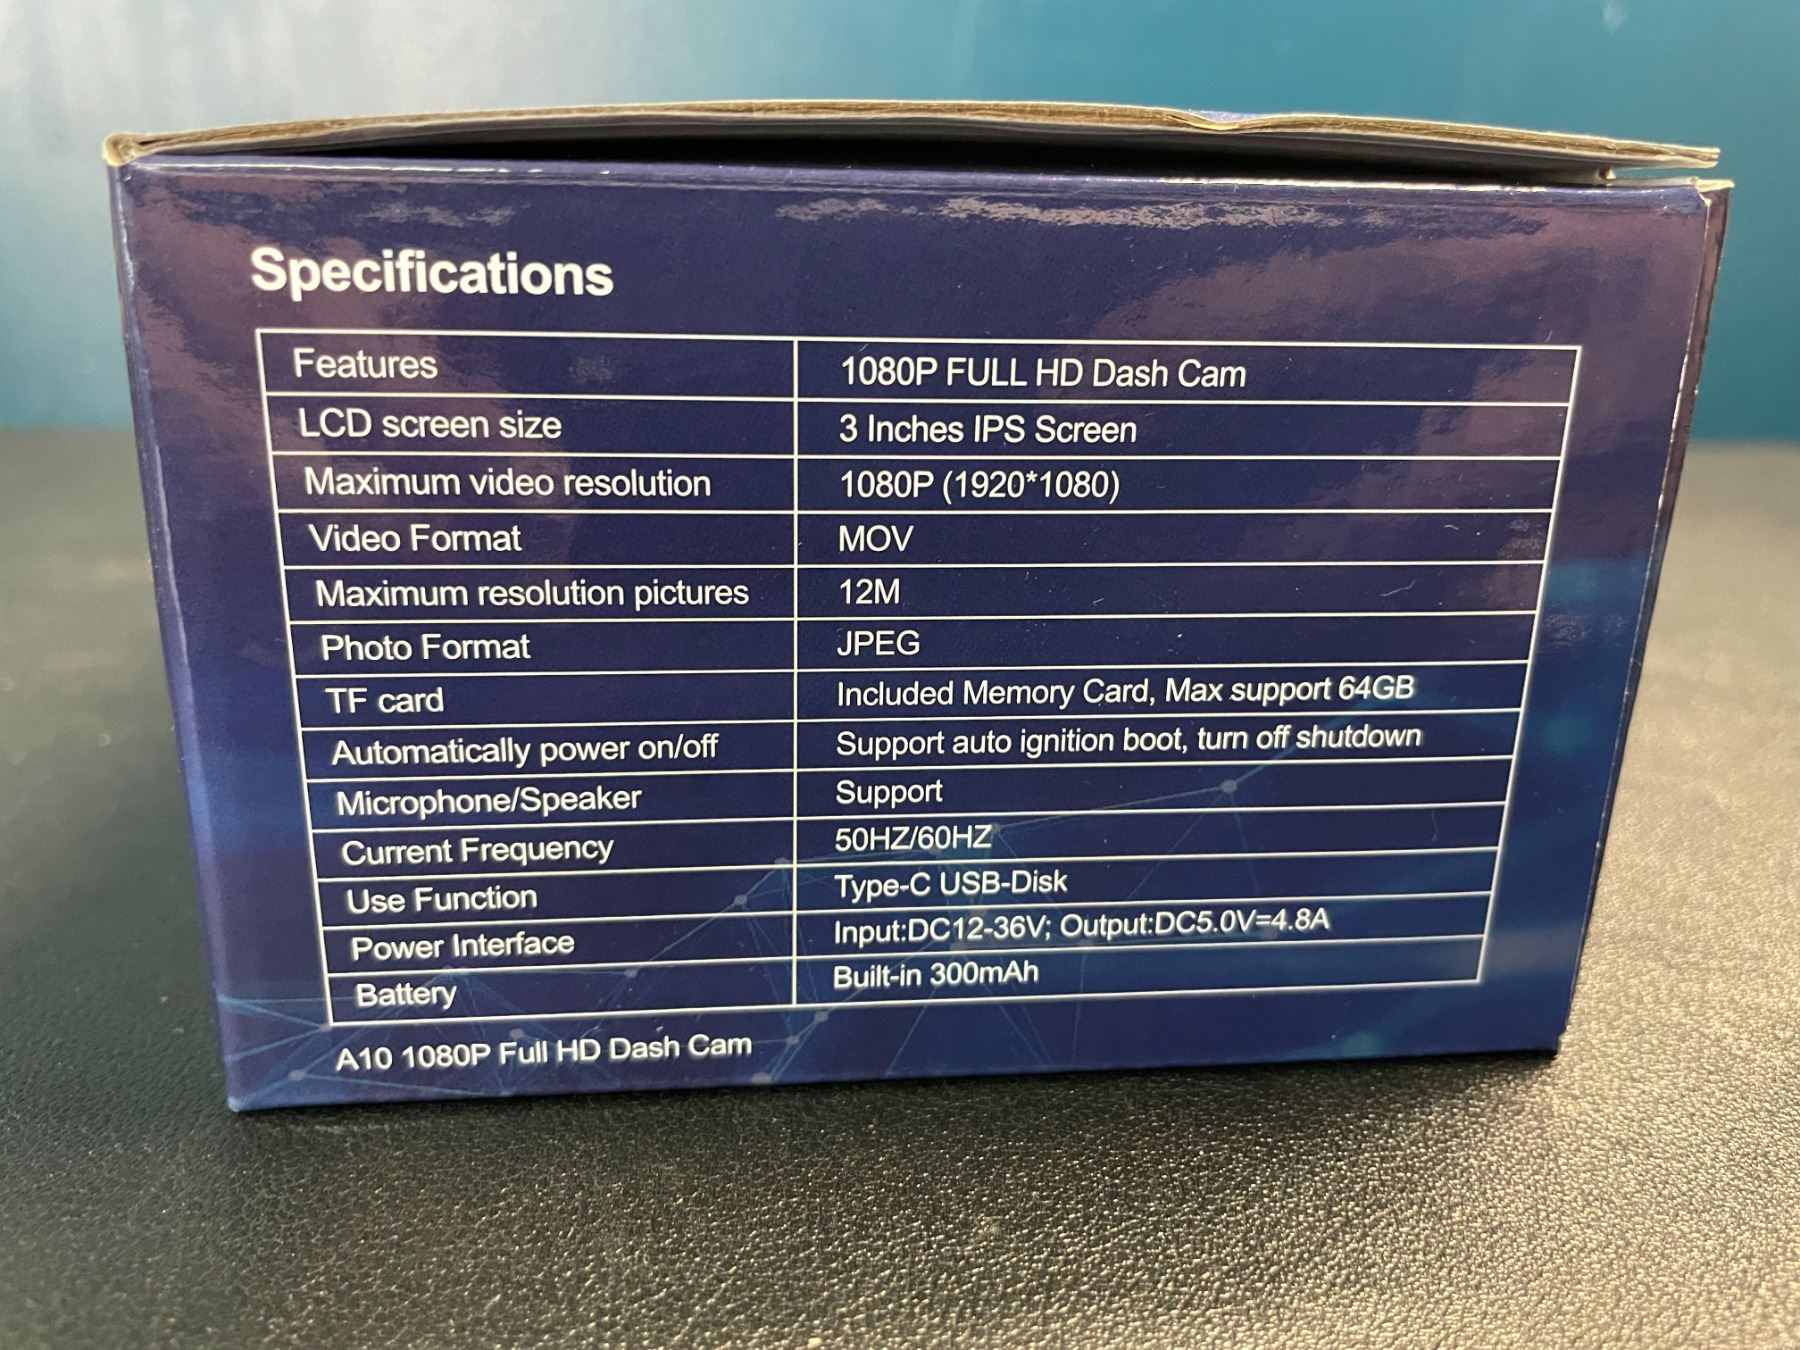 Specifications
Features 1080P FULL HD Dash Cam
LCD screen size 3 Inches IPS Screen
Maximum video resolution 1080P (1920*1080)
Video Format MOV
Maximum resolution pictures 12M
Photo Format JPEG
TF card Included Memory Card, Max support 64GB
Automatically power on/off Support auto ignition boot, turn off shutdown
Microphone/Speaker Support
Current Frequency 50HZ/60HZ
Use Function Type-C USB-Disk
Power Interface Input:DC12-36V; Output:DC5.0V=4.8A
Battery Built-in 300mAh
A10 1080P Full HD Dash Cam